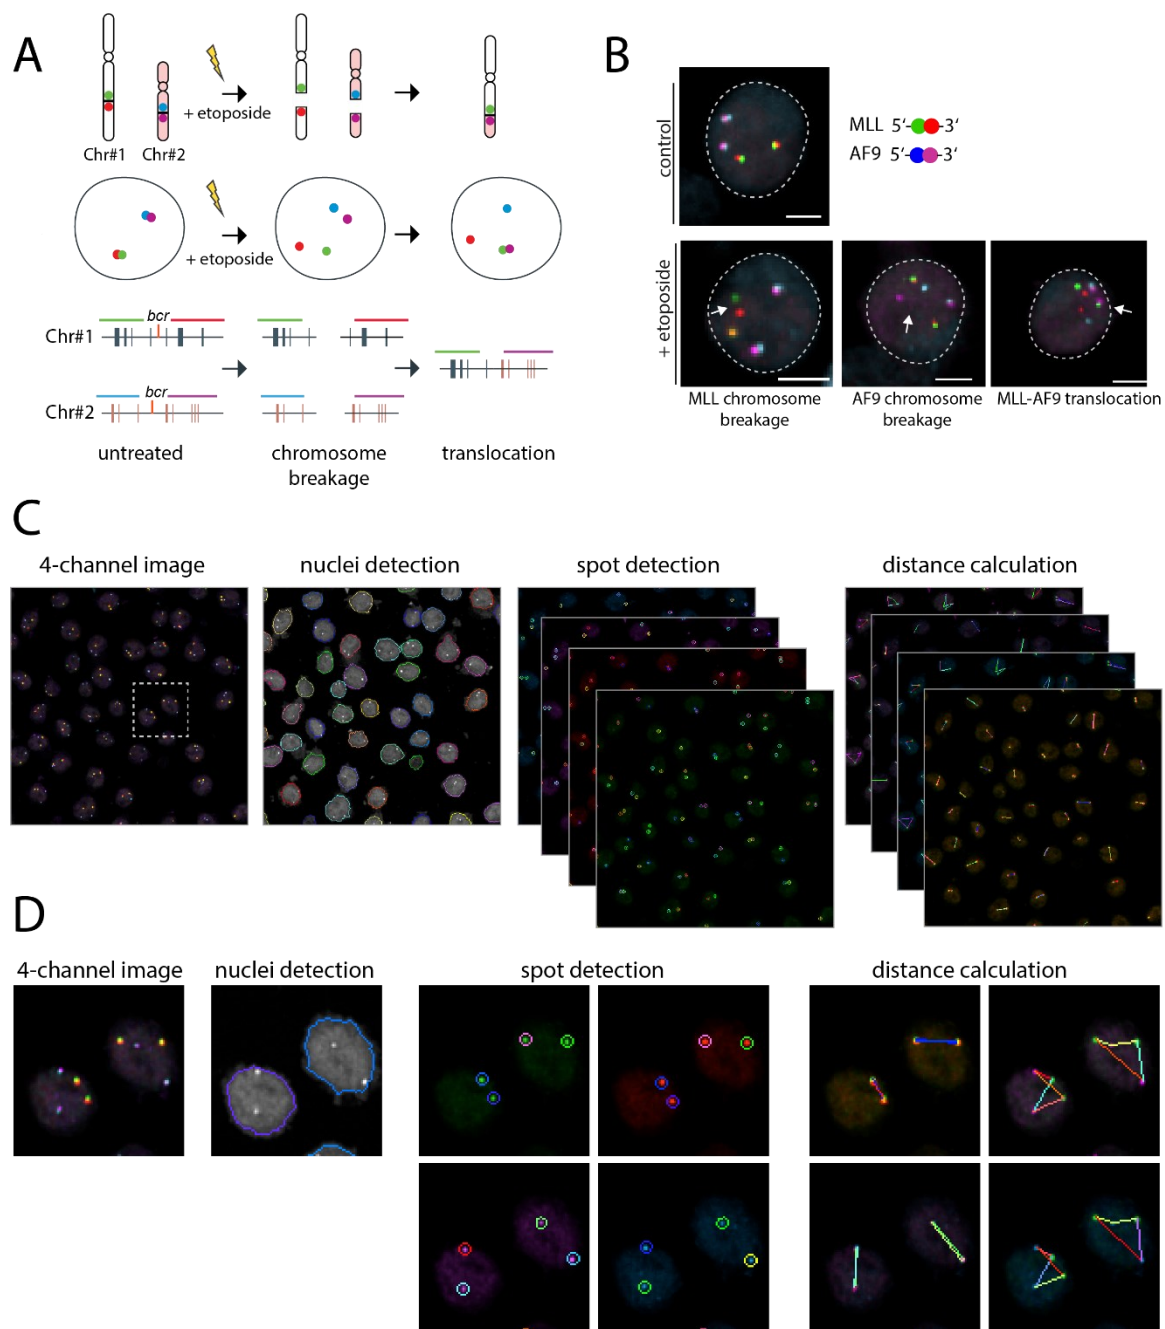 A
+ etoposide
Chr#1
Chr#2
+ etoposide
bcr
Chr#1
bcr
Chr#2
untreated
chromosome
breakage
translocation
B
control
MLL 5‘ 3‘
AF9 5‘ 3‘
+ etoposide
MLL chromosome
breakage
AF9 chromosome
breakage
MLL-AF9 translocation
C
4-channel image
nuclei detection
spot detection
distance calculation
D
4-channel image
nuclei detection
spot detection
distance calculation